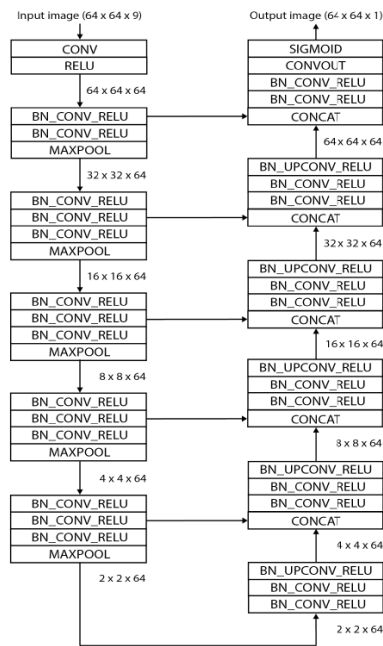 Input image (64 x 64 x 9)
CONV
RELU
64 x 64 x 64
BN_CONV_RELU
BN_CONV_RELU
MAXPOOL
32 x 32 x 64
BN_CONV_RELU
BN_CONV_RELU
BN_CONV_RELU
MAXPOOL
16 x 16 x 64
BN_CONV_RELU
BN_CONV_RELU
BN_CONV_RELU
MAXPOOL
8 x 8 x 64
BN_CONV_RELU
BN_CONV_RELU
BN_CONV_RELU
MAXPOOL
4 x 4 x 64
BN_CONV_RELU
BN_CONV_RELU
BN_CONV_RELU
MAXPOOL
2 x 2 x 64
Output image (64 x 64 x 1)
SIGMOID
CONVOUT
BN_CONV_RELU
BN_CONV_RELU
CONCAT
64 x 64 x 64
BN_UPCONV_RELU
BN_CONV_RELU
BN_CONV_RELU
CONCAT
32 x 32 x 64
BN_UPCONV_RELU
BN_CONV_RELU
BN_CONV_RELU
CONCAT
16 x 16 x 64
BN_UPCONV_RELU
BN_CONV_RELU
BN_CONV_RELU
CONCAT
8 x 8 x 64
BN_UPCONV_RELU
BN_CONV_RELU
BN_CONV_RELU
CONCAT
4 x 4 x 64
BN_UPCONV_RELU
BN_CONV_RELU
BN_CONV_RELU
2 x 2 x 64